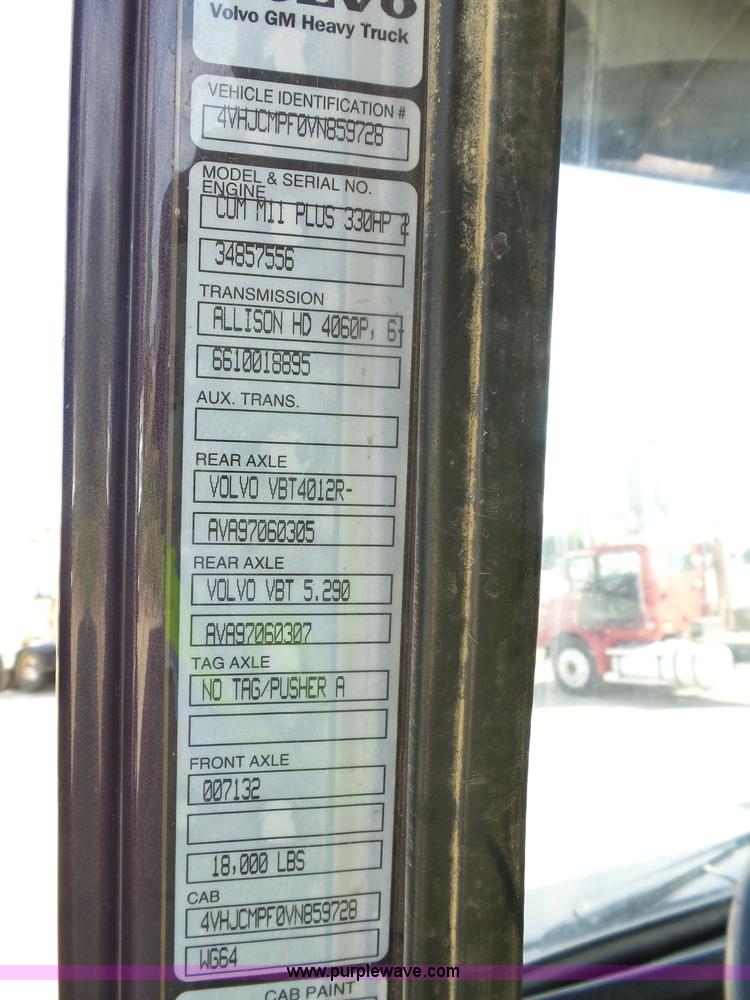 VOLVO
Volvo GM Heavy Truck
VEHICLE IDENTIFICATION #
4VHJCMPF0VN859728
MODEL & SERIAL NO.
ENGINE
CUM M11 PLUS 330HP 2
34857556
TRANSMISSION
ALLISON HD 4060P, 6-
6610018895
AUX. TRANS.
REAR AXLE
VOLVO VBT4012R-
AVA97060305
REAR AXLE
VOLVO VBT 5.290
AVA97060307
TAG AXLE
NO TAG/PUSHER A
FRONT AXLE
007132
18,000 LBS
CAB
4VHJCMPF0VN859728
WG64
www.purplewave.com
CAB PAINT